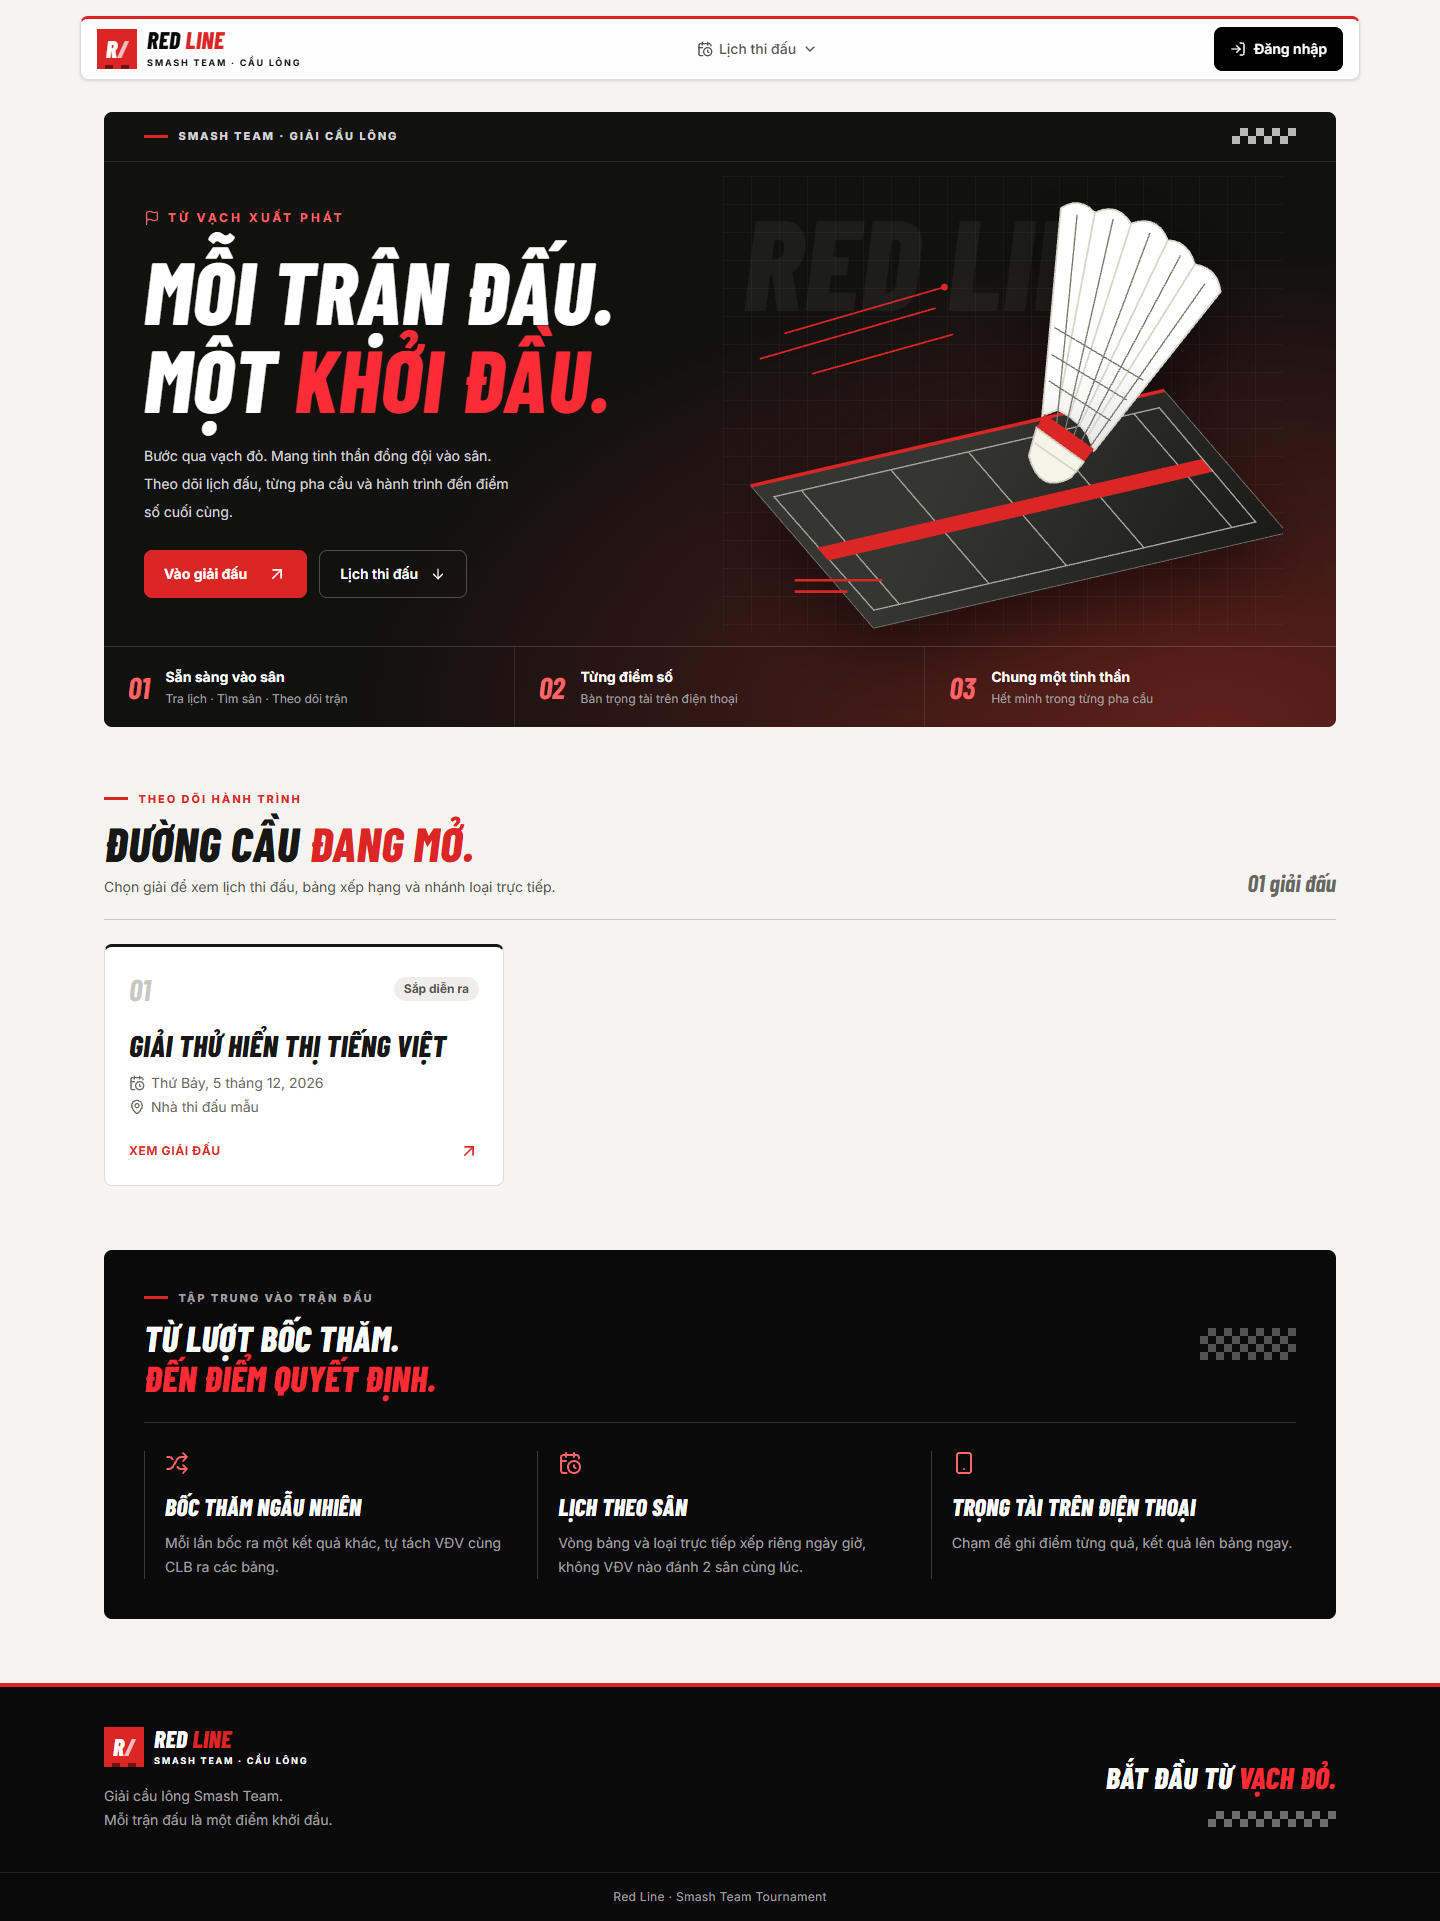 R/ RED LINE
SMASH TEAM · CẦU LÔNG
Lịch thi đấu
Đăng nhập
SMASH TEAM · GIẢI CẦU LÔNG
TỪ VẠCH XUẤT PHÁT
MỖI TRẬN ĐẤU.
MỘT KHỞI ĐẦU.
Bước qua vạch đỏ. Mang tinh thần đồng đội vào sân.
Theo dõi lịch đấu, từng pha cầu và hành trình đến điểm
số cuối cùng.
Vào giải đấu
Lịch thi đấu
RED LI
01 Sẵn sàng vào sân
Tra lịch · Tìm sân · Theo dõi trận
02 Từng điểm số
Bàn trọng tài trên điện thoại
03 Chung một tinh thần
Hết mình trong từng pha cầu
THEO DÕI HÀNH TRÌNH
ĐƯỜNG CẦU ĐANG MỞ.
Chọn giải để xem lịch thi đấu, bảng xếp hạng và nhánh loại trực tiếp.
01 giải đấu
01
Sắp diễn ra
GIẢI THỬ HIỂN THỊ TIẾNG VIỆT
Thứ Bảy, 5 tháng 12, 2026
Nhà thi đấu mẫu
XEM GIẢI ĐẤU
TẬP TRUNG VÀO TRẬN ĐẤU
TỪ LƯỢT BỐC THĂM.
ĐẾN ĐIỂM QUYẾT ĐỊNH.
BỐC THĂM NGẪU NHIÊN
Mỗi lần bốc ra một kết quả khác, tự tách VĐV cùng
CLB ra các bảng.
LỊCH THEO SÂN
Vòng bảng và loại trực tiếp xếp riêng ngày giờ,
không VĐV nào đánh 2 sân cùng lúc.
TRỌNG TÀI TRÊN ĐIỆN THOẠI
Chạm để ghi điểm từng quả, kết quả lên bảng ngay.
R/ RED LINE
SMASH TEAM · CẦU LÔNG
Giải cầu lông Smash Team.
Mỗi trận đấu là một điểm khởi đầu.
BẮT ĐẦU TỪ VẠCH ĐỎ.
Red Line · Smash Team Tournament